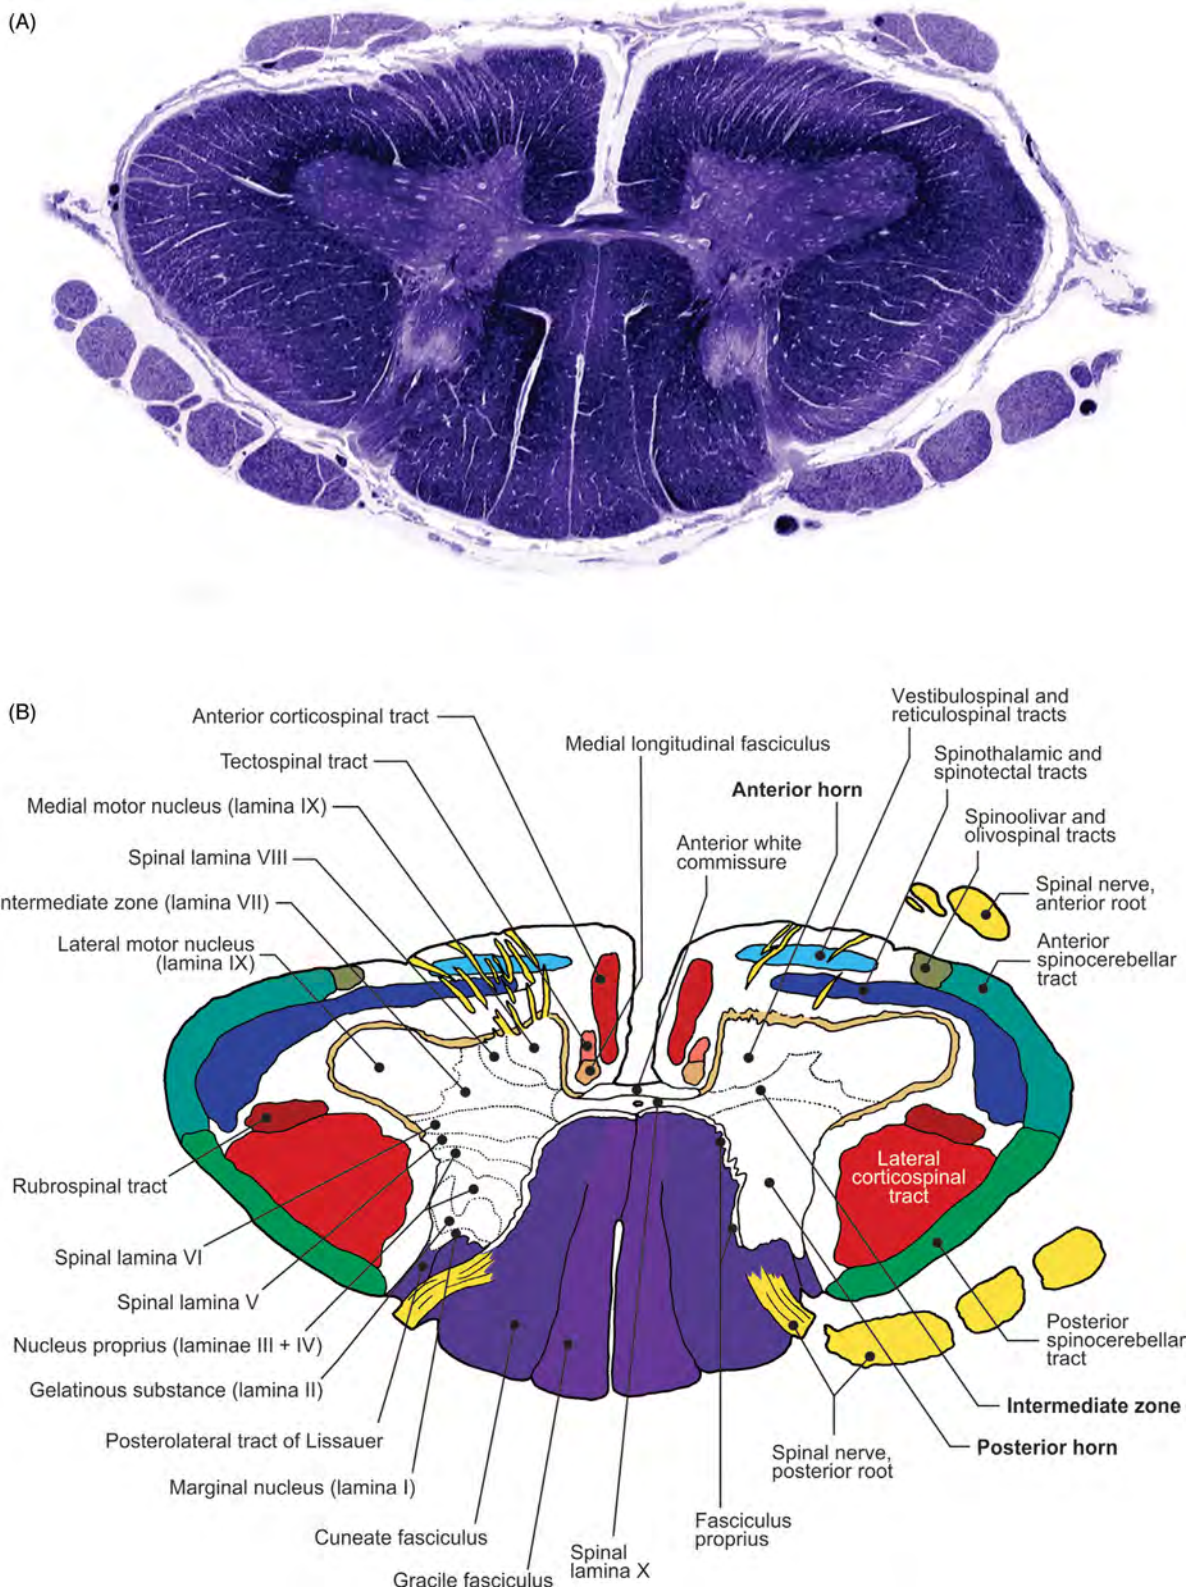 (A)
(B)
Anterior corticospinal tract
Tectospinal tract
Medial motor nucleus (lamina IX)
Spinal lamina VIII
ntermediate zone (lamina VII)
Lateral motor nucleus
(lamina IX)
Medial longitudinal fasciculus
Anterior horn
Anterior white
commissure
Vestibulospinal and
reticulospinal tracts
Spinothalamic and
spinotectal tracts
Spinoolivar and
olivospinal tracts
Spinal nerve,
anterior root
Anterior
spinocerebellar
tract
Lateral
corticospinal
tract
Rubrospinal tract
Spinal lamina VI
Spinal lamina V
Nucleus proprius (laminae III + IV)
Gelatinous substance (lamina II)
Posterolateral tract of Lissauer
Marginal nucleus (lamina I)
Cuneate fasciculus
Gracile fasciculus
Spinal
lamina X
Fasciculus
proprius
Spinal nerve,
posterior root
Posterior
spinocerebellar
tract
Intermediate zone
Posterior horn